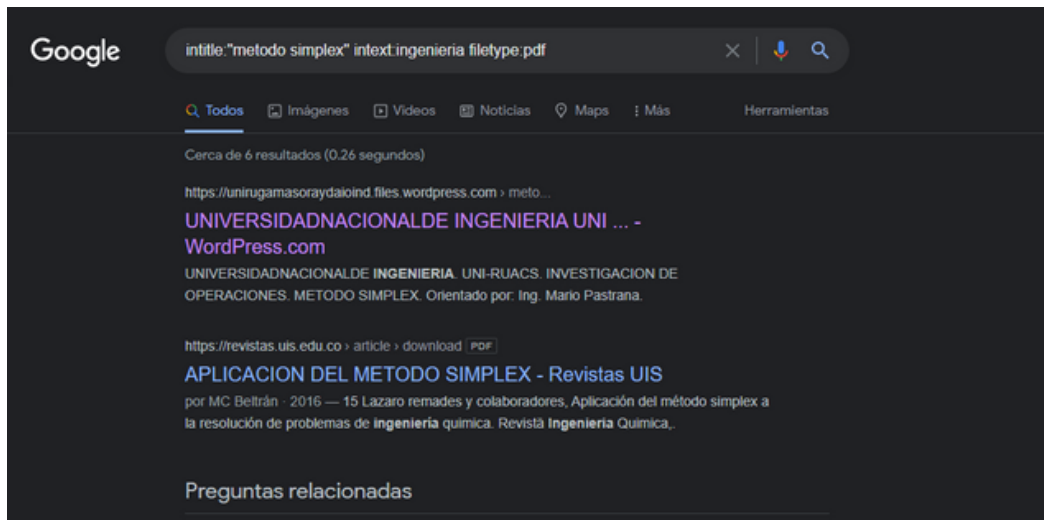 Google
intitle:"metodo simplex" intext:ingenieria filetype:pdf
Todos Imágenes Videos Noticias Maps Más Herramientas
Cerca de 6 resultados (0.26 segundos)
https://unirugamasoraydaioind.files.wordpress.com › meto...
UNIVERSIDADNACIONALDE INGENIERIA UNI ... -
WordPress.com
UNIVERSIDADNACIONALDE INGENIERIA. UNI-RUACS. INVESTIGACION DE
OPERACIONES. METODO SIMPLEX. Orientado por: Ing. Mario Pastrana.
https://revistas.uis.edu.co › article › download PDF
APLICACION DEL METODO SIMPLEX - Revistas UIS
por MC Beltrán · 2016 — 15 Lazaro remades y colaboradores, Aplicación del método simplex a
la resolución de problemas de ingeniería quimica. Revistă Ingenieria Quimica,.
Preguntas relacionadas